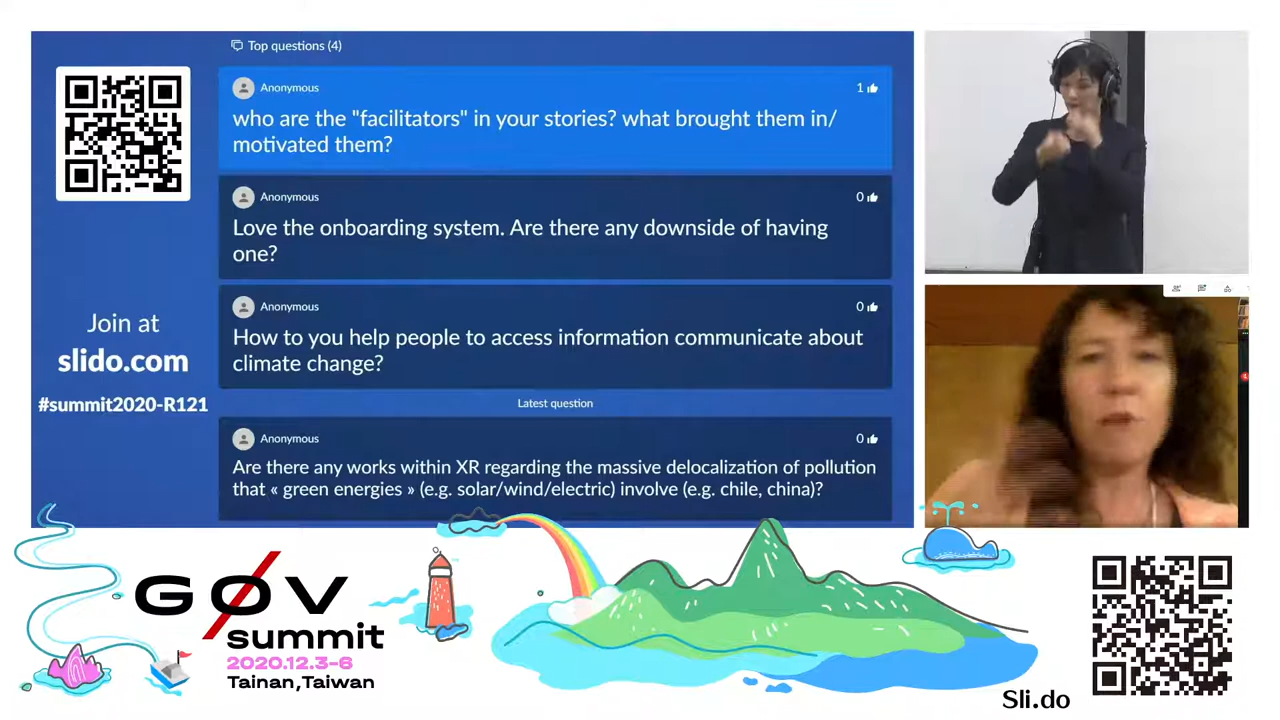 Top questions (4)
Anonymous
1
who are the "facilitators" in your stories? what brought them in/
motivated them?
Anonymous
0
Love the onboarding system. Are there any downside of having
one?
Anonymous
0
How to you help people to access information communicate about
climate change?
Latest question
Anonymous
0
Are there any works within XR regarding the massive delocalization of pollution
that « green energies » (e.g. solar/wind/electric) involve (e.g. chile, china)?
Join at
slido.com
#summit2020-R121
GØV
summit
2020.12.3-6
Tainan,Taiwan
Sli.do